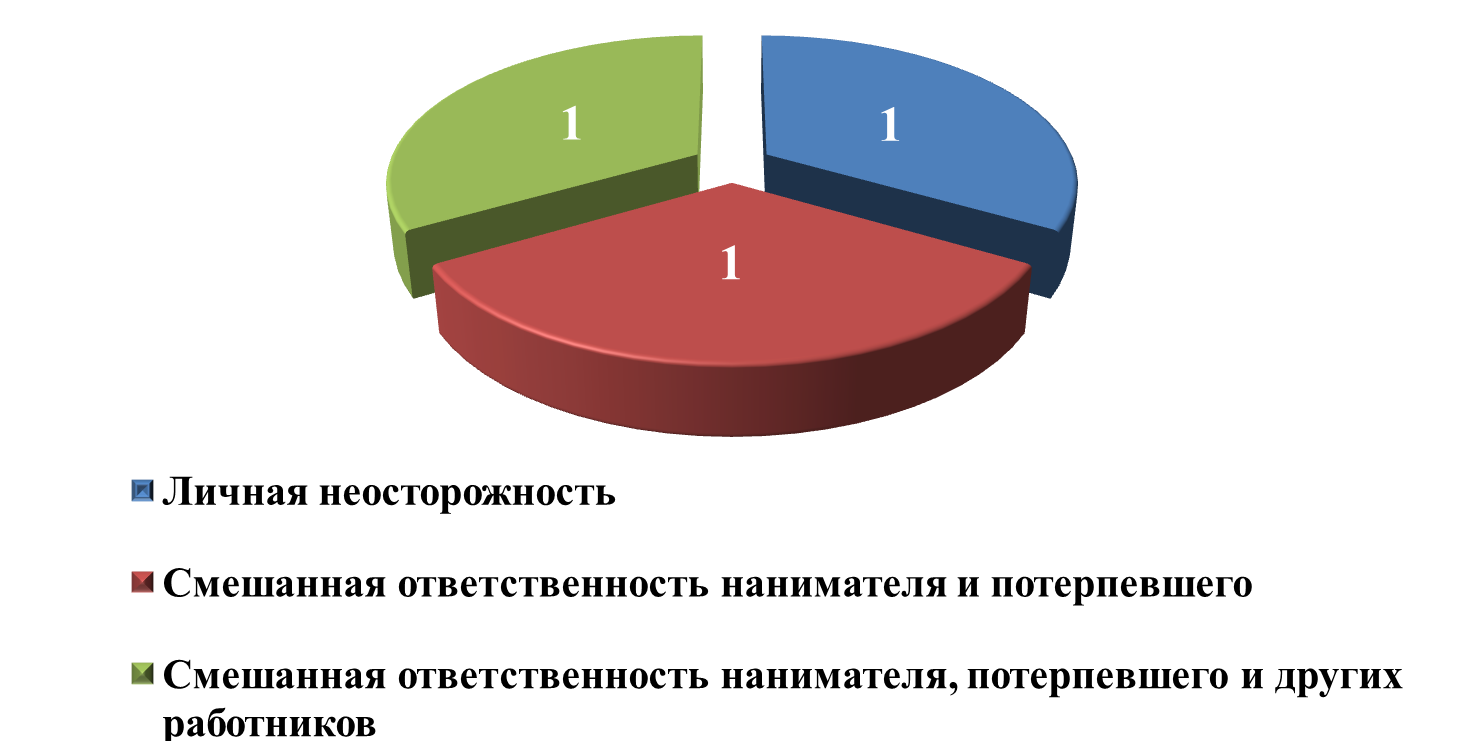 1 1
1
Личная неосторожность
Смешанная ответственность нанимателя и потерпевшего
Смешанная ответственность нанимателя, потерпевшего и других
работников